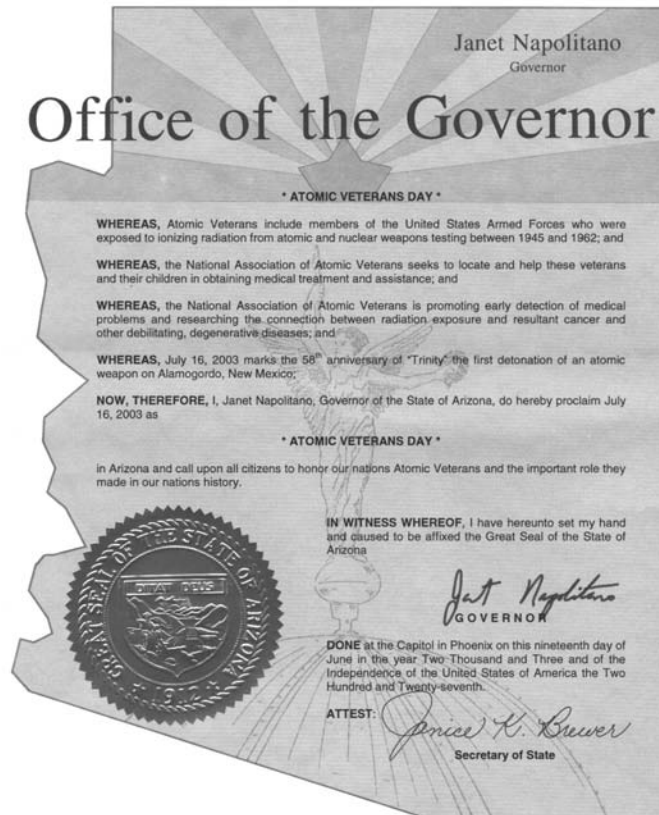 Janet Napolitano
Governor
Office of the Governor
* ATOMIC VETERANS DAY *
WHEREAS, Atomic Veterans include members of the United States Armed Forces who were
exposed to ionizing radiation from atomic and nuclear weapons testing between 1945 and 1962; and
WHEREAS, the National Association of Atomic Veterans seeks to locate and help these veterans
and their children in obtaining medical treatment and assistance; and
WHEREAS, the National Association of Atomic Veterans is promoting early detection of medical
problems and researching the connection between radiation exposure and resultant cancer and
other debilitating, degenerative diseases; and
WHEREAS, July 16, 2003 marks the 58th anniversary of "Trinity" the first detonation of an atomic
weapon on Alamogordo, New Mexico;
NOW, THEREFORE, I, Janet Napolitano, Governor of the State of Arizona, do hereby proclaim July
16, 2003 as
* ATOMIC VETERANS DAY *
in Arizona and call upon all citizens to honor our nations Atomic Veterans and the important role they
made in our nations history.
IN WITNESS WHEREOF, I have hereunto set my hand
and caused to be affixed the Great Seal of the State of
Arizona
Janet Napolitano
GOVERNOR
DONE at the Capitol in Phoenix on this nineteenth day of
June in the year Two Thousand and Three and of the
Independence of the United States of America the Two
Hundred and Twenty-seventh.
ATTEST:
Janice K. Brewer
Secretary of State
GREAT SEAL OF THE STATE OF ARIZONA
DITAT DEUS
1912